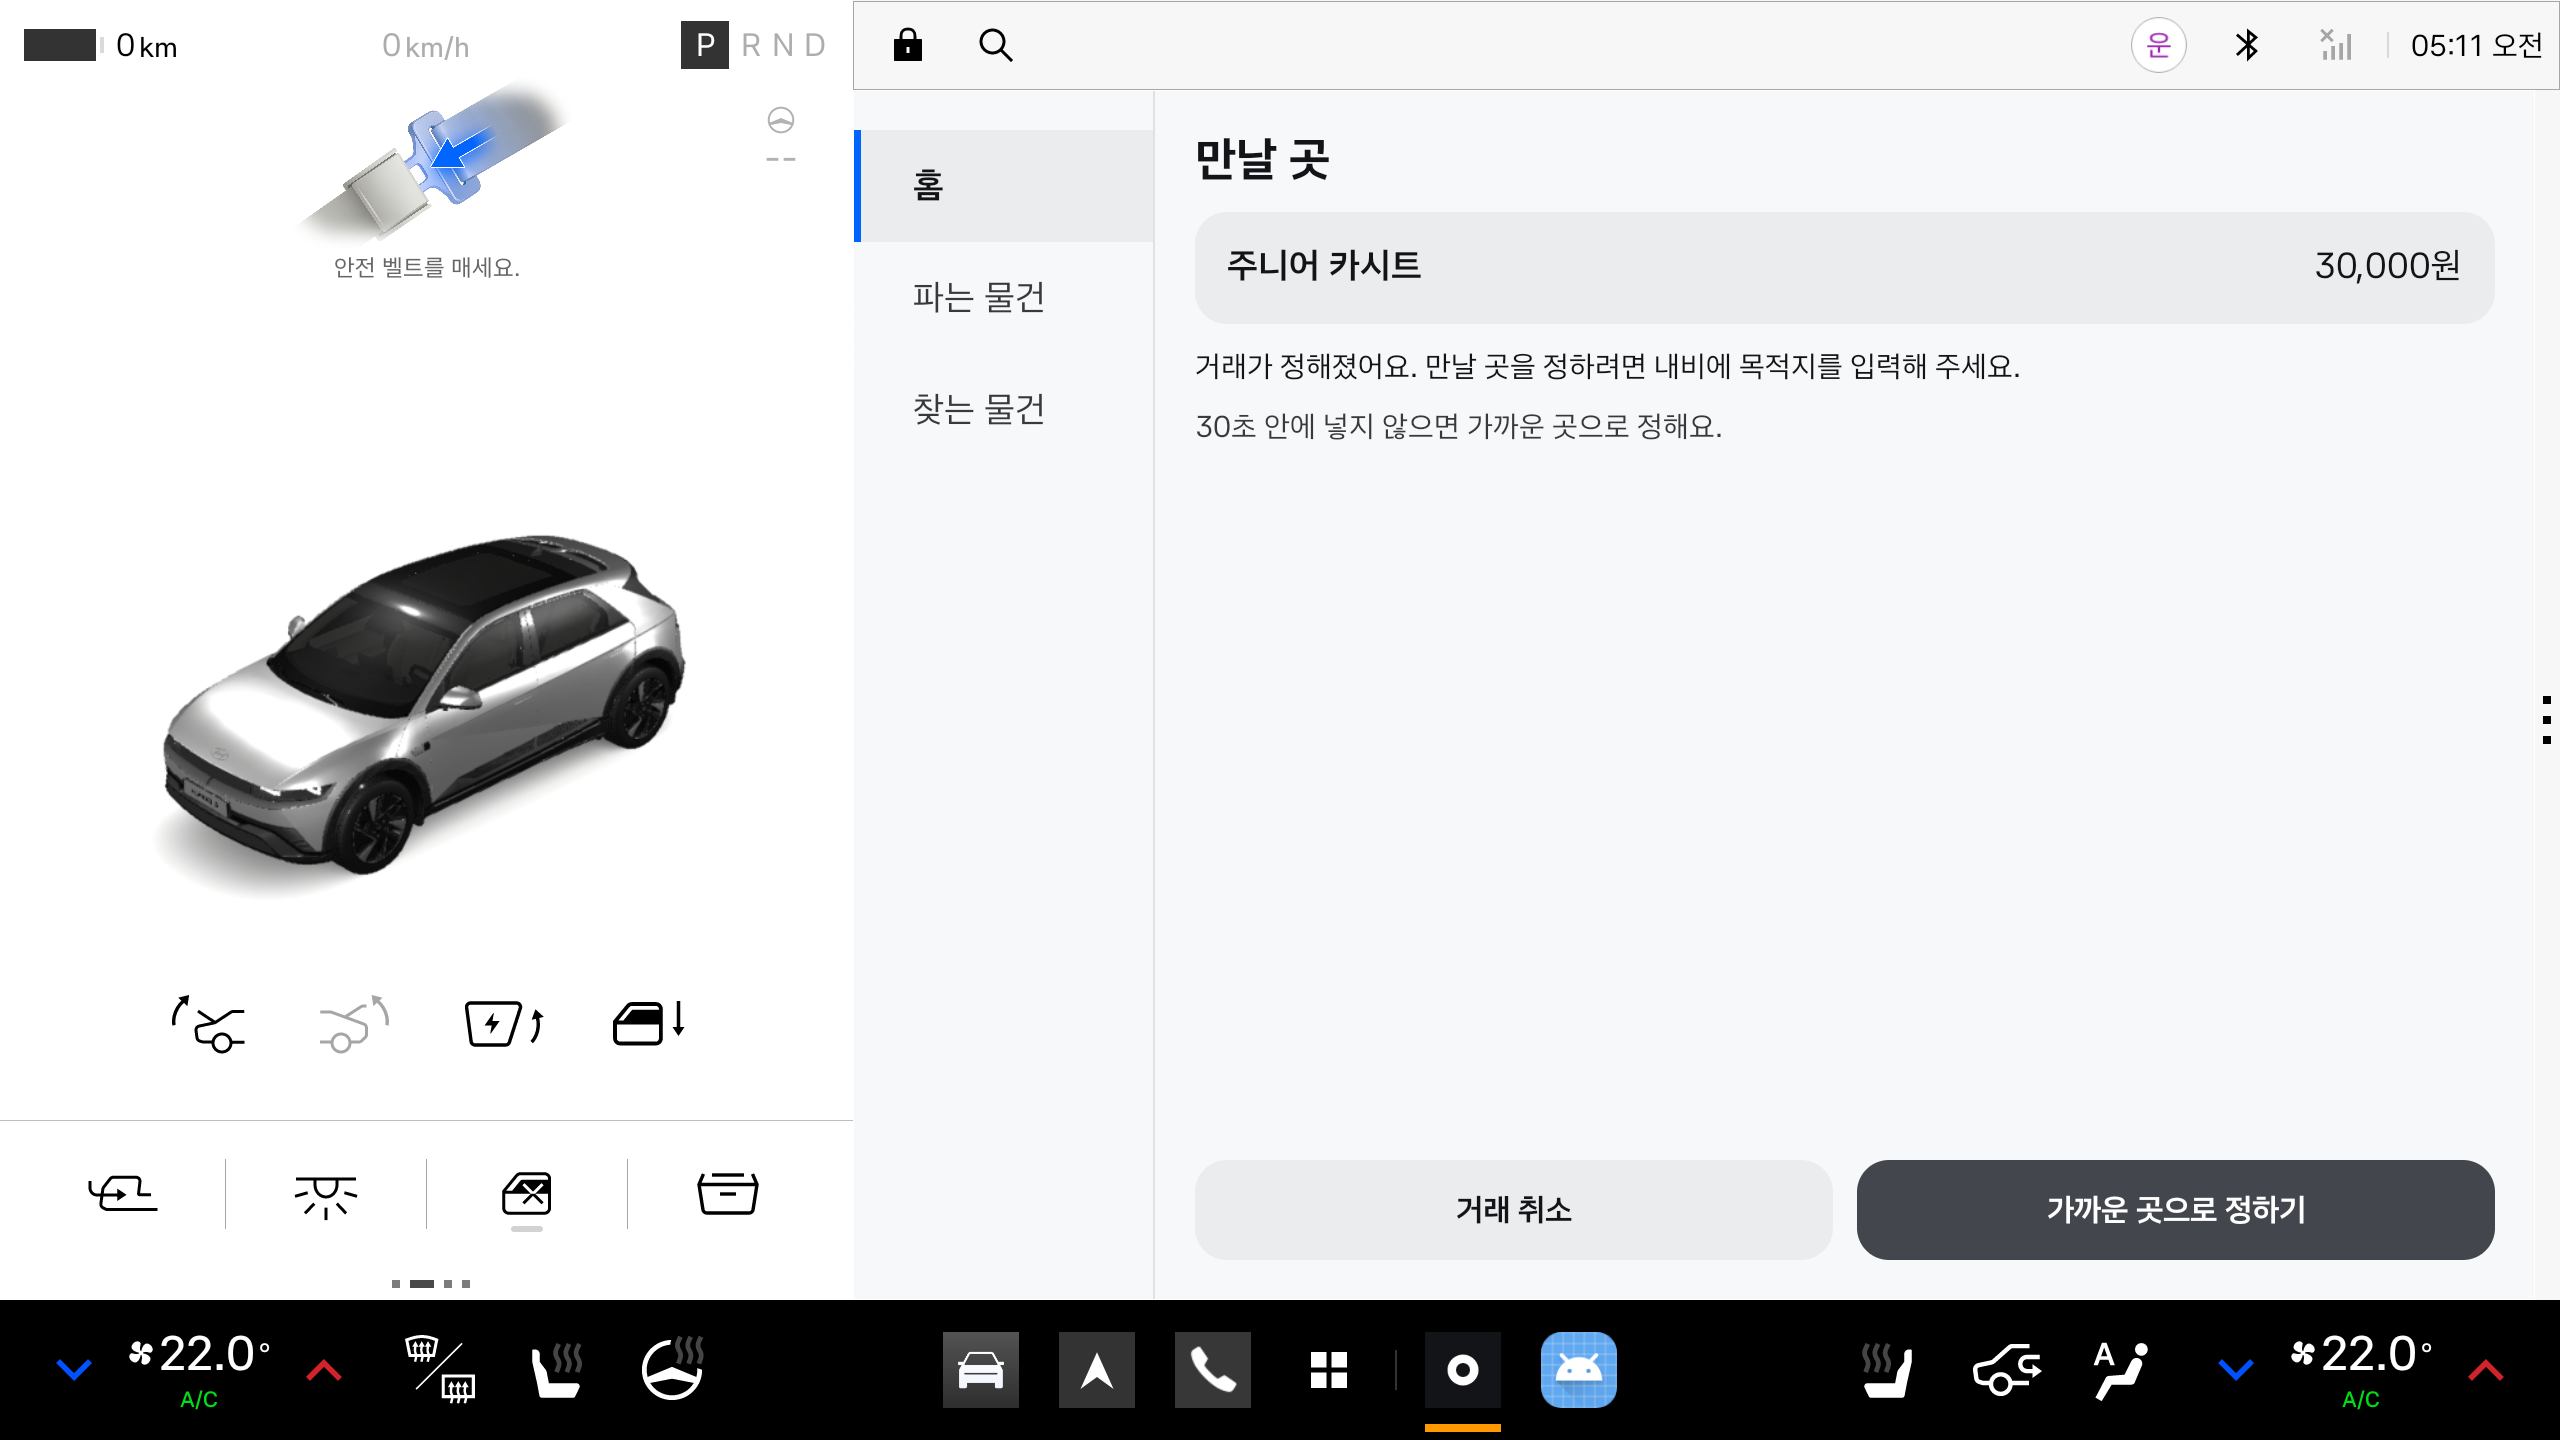 0 km
0 km/h
P R N D
운
05:11 오전
안전 벨트를 매세요.
홈
파는 물건
찾는 물건
만날 곳
주니어 카시트
30,000원
거래가 정해졌어요. 만날 곳을 정하려면 내비에 목적지를 입력해 주세요.
30초 안에 넣지 않으면 가까운 곳으로 정해요.
거래 취소
가까운 곳으로 정하기
22.0°
A/C
A
22.0°
A/C